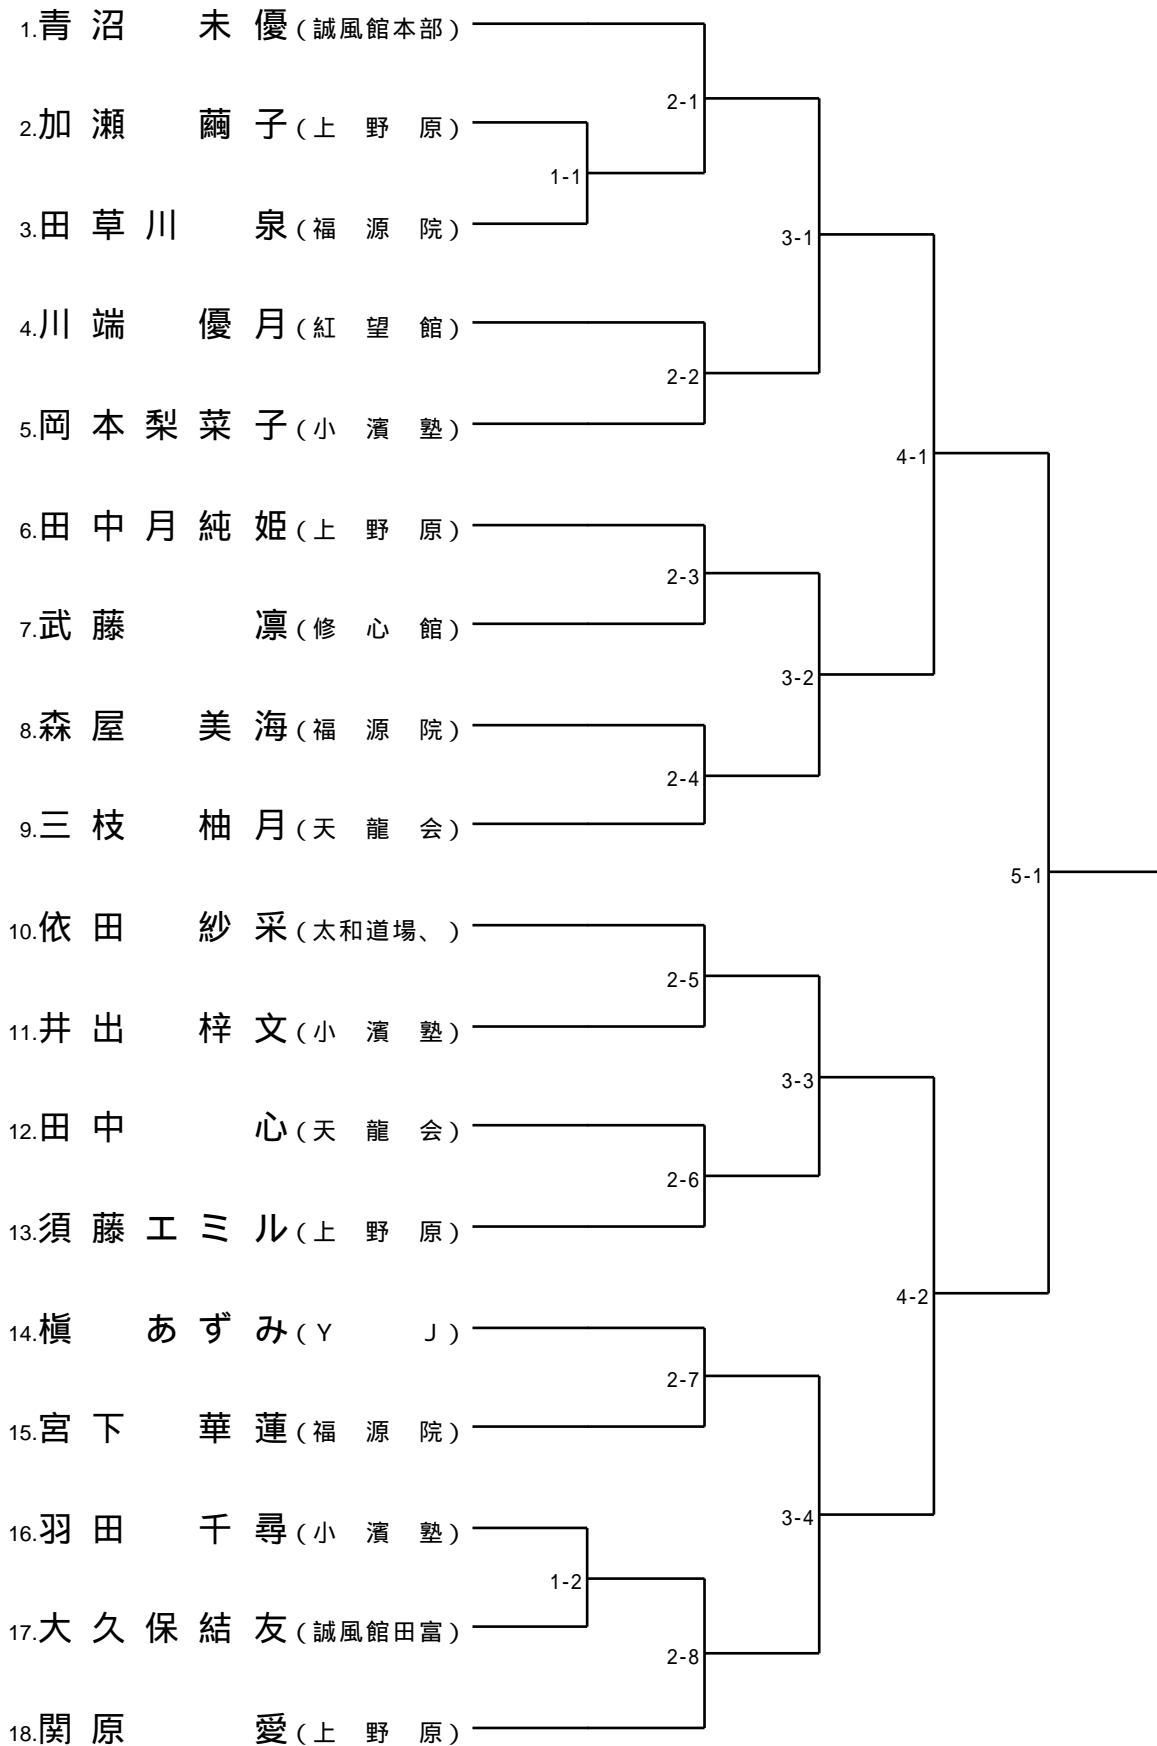 1.青沼 未優(誠風館本部)
2-1
2.加瀬 繭子(上野原)
1-1
3.田草川 泉(福源院)
3-1
4.川端 優月(紅望館)
2-2
5.岡本梨菜子(小濱塾)
4-1
6.田中月純姫(上野原)
2-3
7.武藤 凛(修心館)
3-2
8.森屋 美海(福源院)
2-4
9.三枝 柚月(天龍会)
5-1
10.依田 紗采(太和道場、)
2-5
11.井出 梓文(小濱塾)
3-3
12.田中 心(天龍会)
2-6
13.須藤エミル(上野原)
4-2
14.槇 あずみ(YJ)
2-7
15.宮下 華蓮(福源院)
3-4
16.羽田 千尋(小濱塾)
1-2
17.大久保結友(誠風館田富)
2-8
18.関原 愛(上野原)